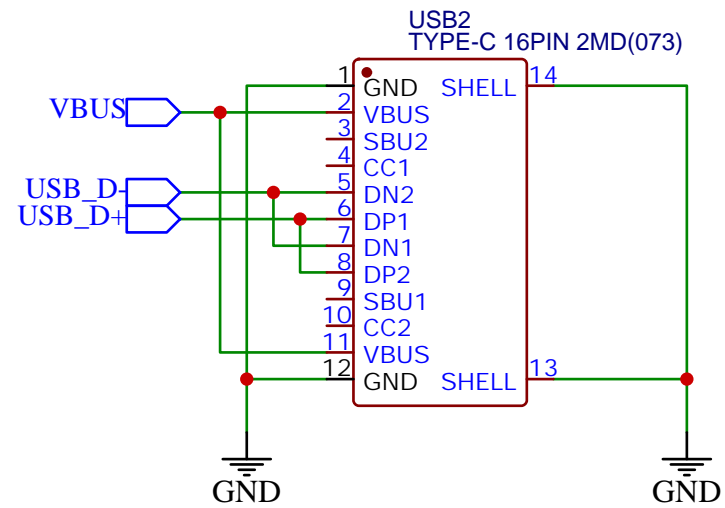 USB2
TYPE-C 16PIN 2MD(073)
1 GND SHELL 14
VBUS 2 VBUS
3 SBU2
4 CC1
USB_D- 5 DN2
USB_D+ 6 DP1
7 DN1
8 DP2
9 SBU1
10 CC2
11 VBUS
12 GND SHELL 13
GND GND